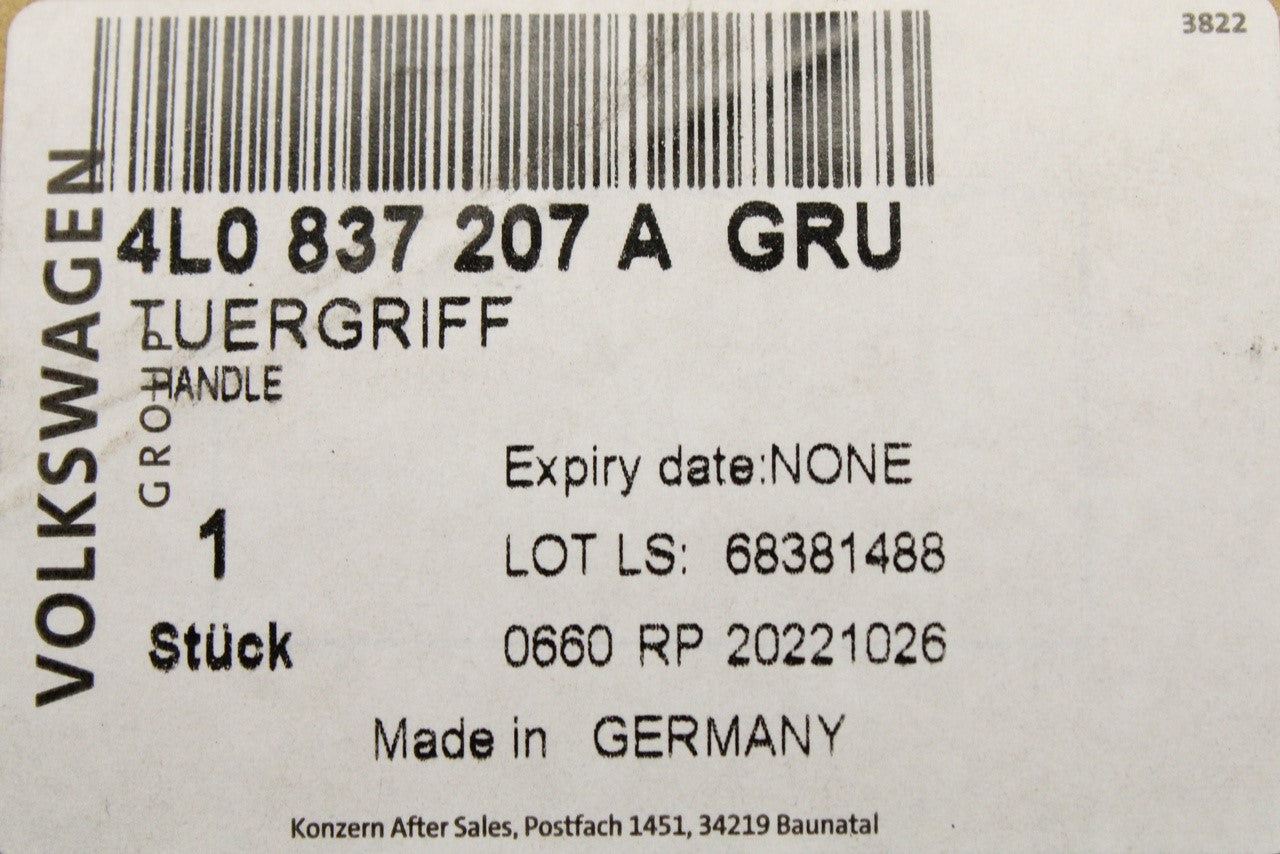 3822
4L0 837 207 A GRU
TUERGRIFF
HANDLE
VOLKSWAGEN
GROUP
Expiry date:NONE
1
LOT LS: 68381488
Stück
0660 RP 20221026
Made in GERMANY
Konzern After Sales, Postfach 1451, 34219 Baunatal